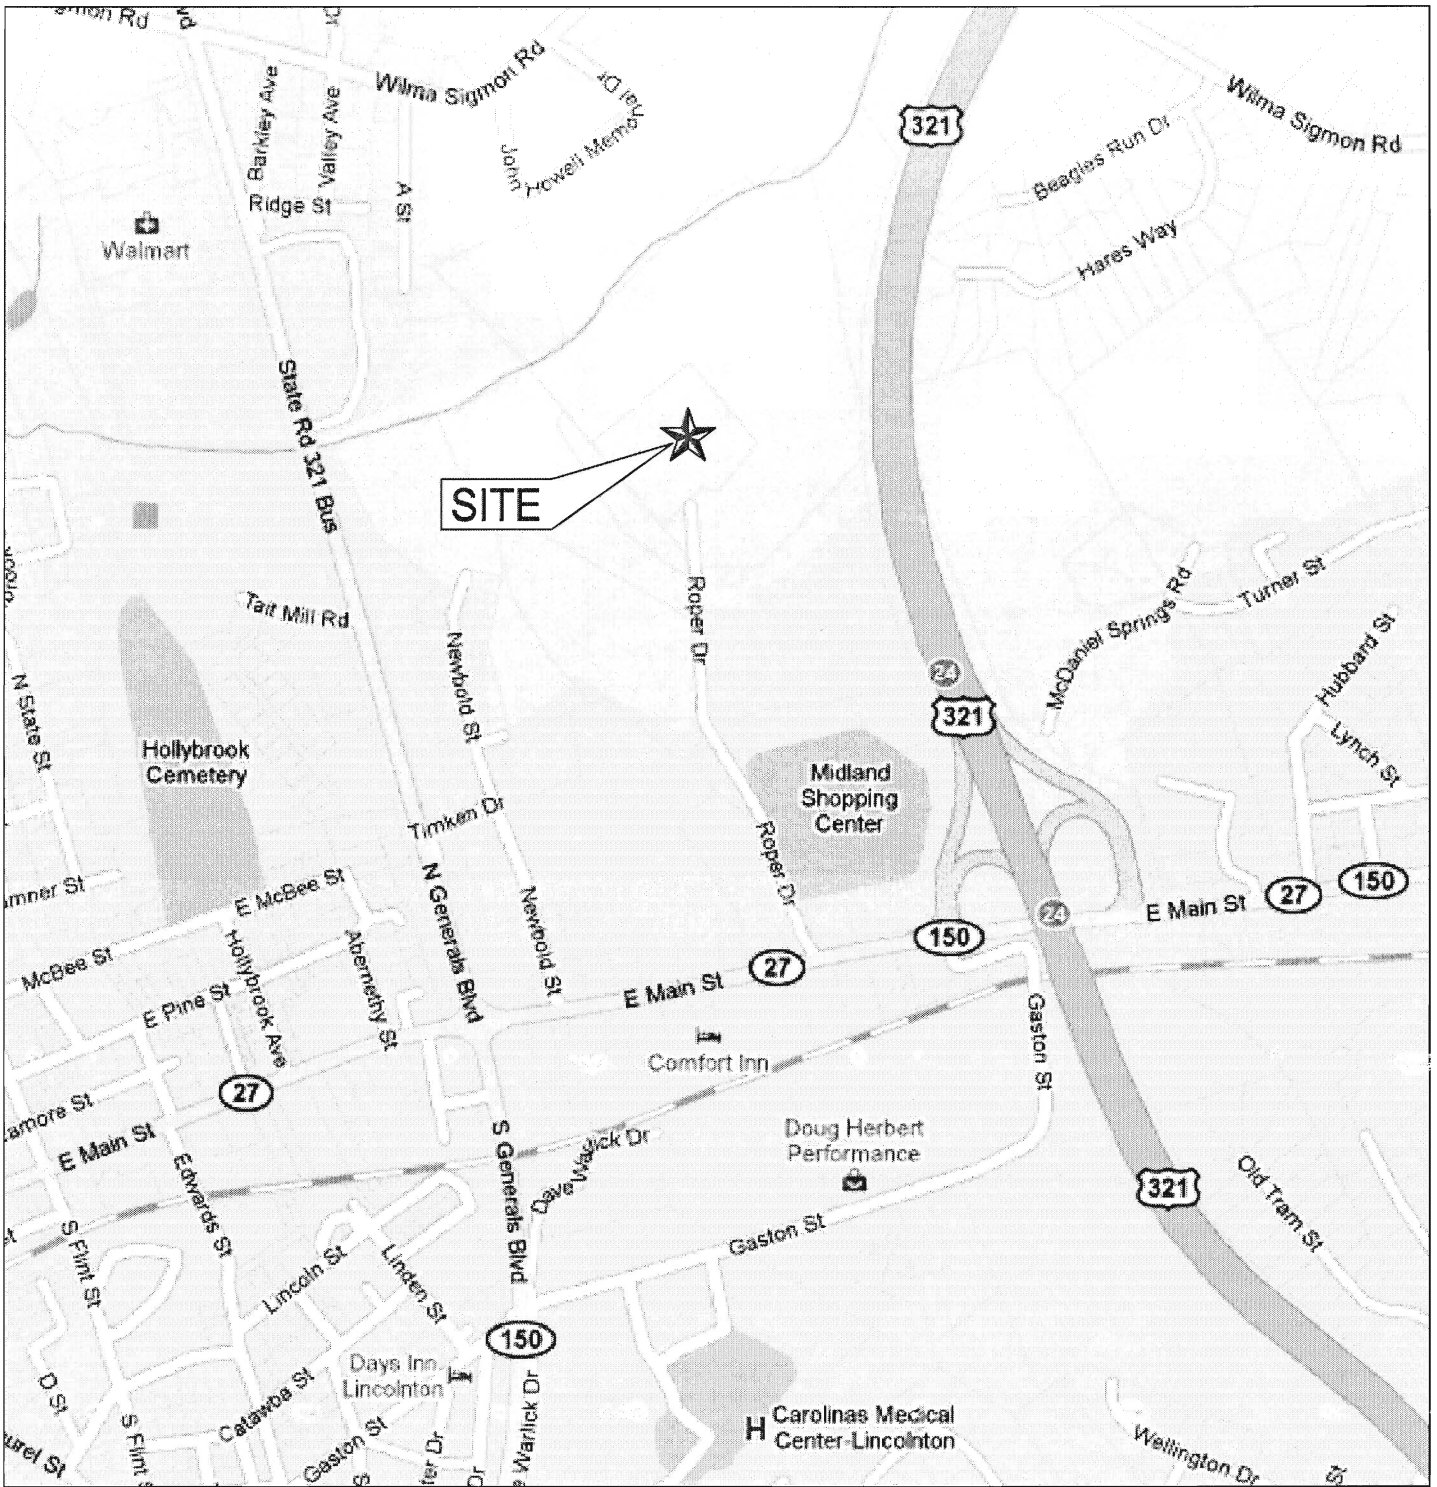 Sigmon Rd
Wilma Sigmon Rd
Barkley Ave
Valley Ave
Ridge St
A St
John
Howell Memorial Dr
321
Wilma Sigmon Rd
Beagles Run Dr
Hares Way
Walmart
State Rd 321 Bus
SITE
Tait Mill Rd
Newbold St
Roper Dr
McDaniel Springs Rd
Turner St
Hubbard St
Lynch St
24
321
N State St
Hollybrook
Cemetery
Midland
Shopping
Center
Timken Dr
Roper Dr
N Generals Blvd
Newbold St
E McBee St
McBee St
Hollybrook Ave
Abernethy St
E Pine St
E Main St
27
150
24
E Main St
27
150
Comfort Inn
Gaston St
27
E Main St
Edwards St
S Generals Blvd
Dave Warlick Dr
Doug Herbert
Performance
321
Old Tram St
Gaston St
S Flint St
Lincoln St
Linden St
150
Days Inn
Lincolnton
D St
S Flint
Catawba St
Gaston St
Warlick Dr
H Carolinas Medical
Center-Lincolnton
Wellington Dr
St